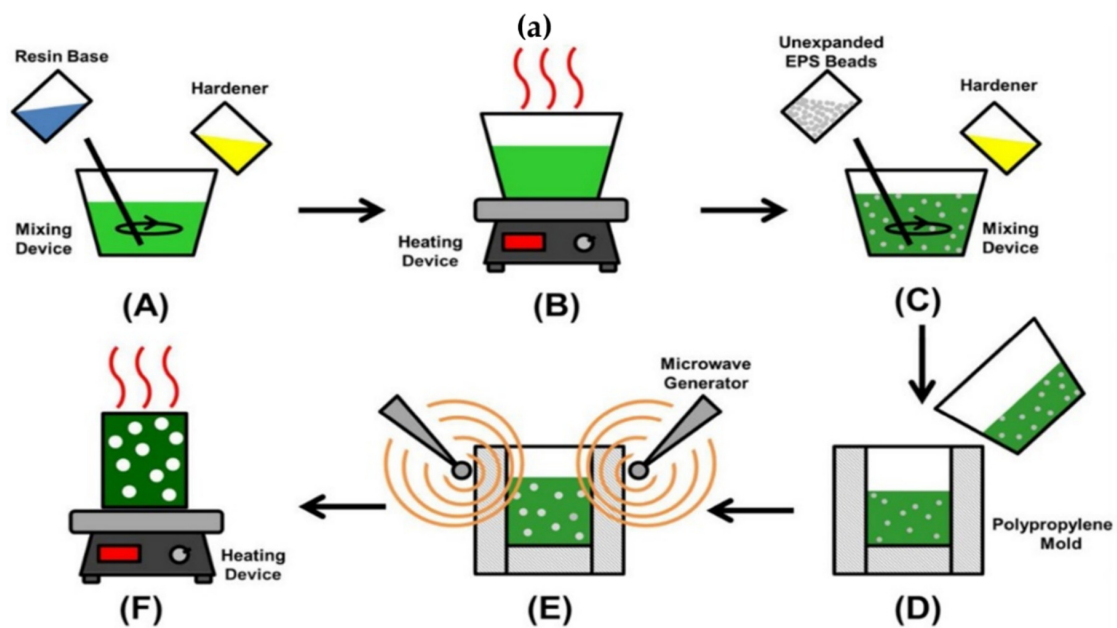 (a)
Resin Base
Hardener
Mixing
Device
(A)
Heating
Device
(B)
Unexpanded
EPS Beads
Hardener
Mixing
Device
(C)
Polypropylene
Mold
(D)
Microwave
Generator
(E)
Heating
Device
(F)